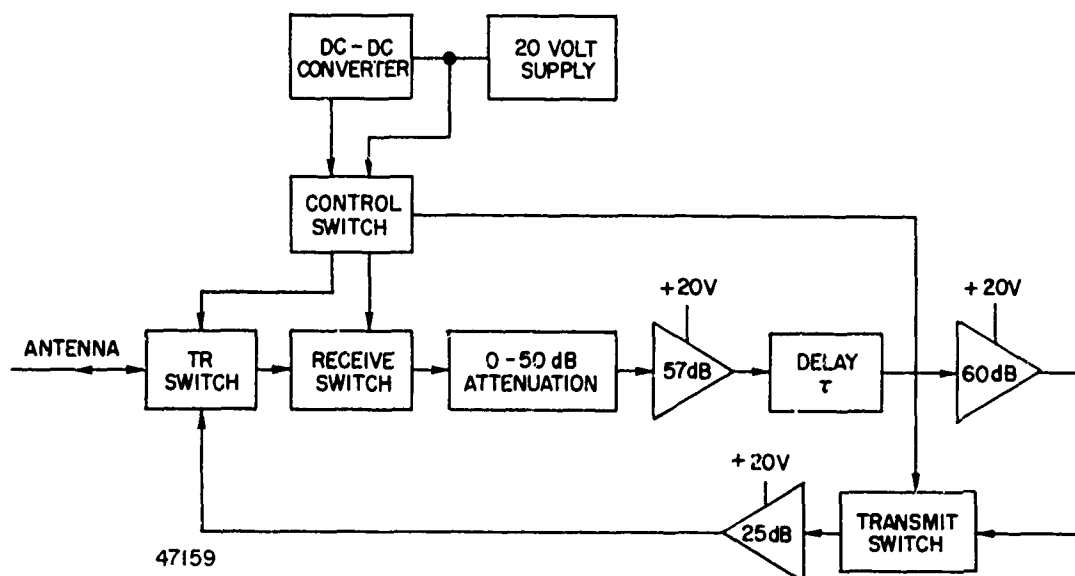 DC-DC
CONVERTER
20 VOLT
SUPPLY
CONTROL
SWITCH
+20V
+20V
ANTENNA
TR
SWITCH
RECEIVE
SWITCH
0-50 dB
ATTENUATION
57dB
DELAY
τ
60dB
+20V
25dB
TRANSMIT
SWITCH
47159